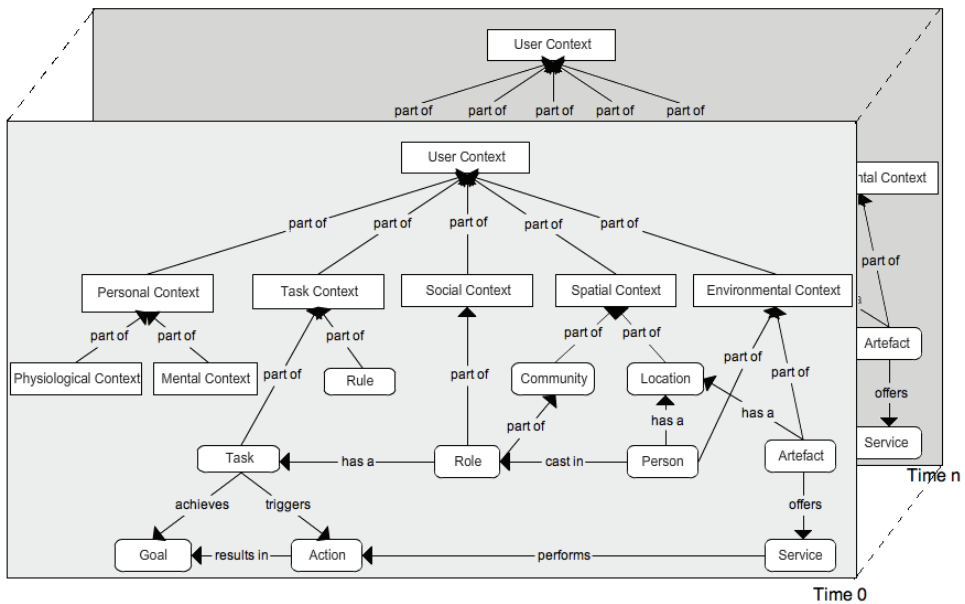 User Context
part of part of part of part of part of
User Context
ntal Context
part of part of part of part of part of
part of
Personal Context Task Context Social Context Spatial Context Environmental Context
a
part of part of part of part of part of
Artefact
Physiological Context Mental Context Rule Community Location
part of part of part of
offers
part of has a has a
Task has a Role cast in Person Artefact Service
Time n
achieves triggers offers
Goal results in Action performs Service
Time 0